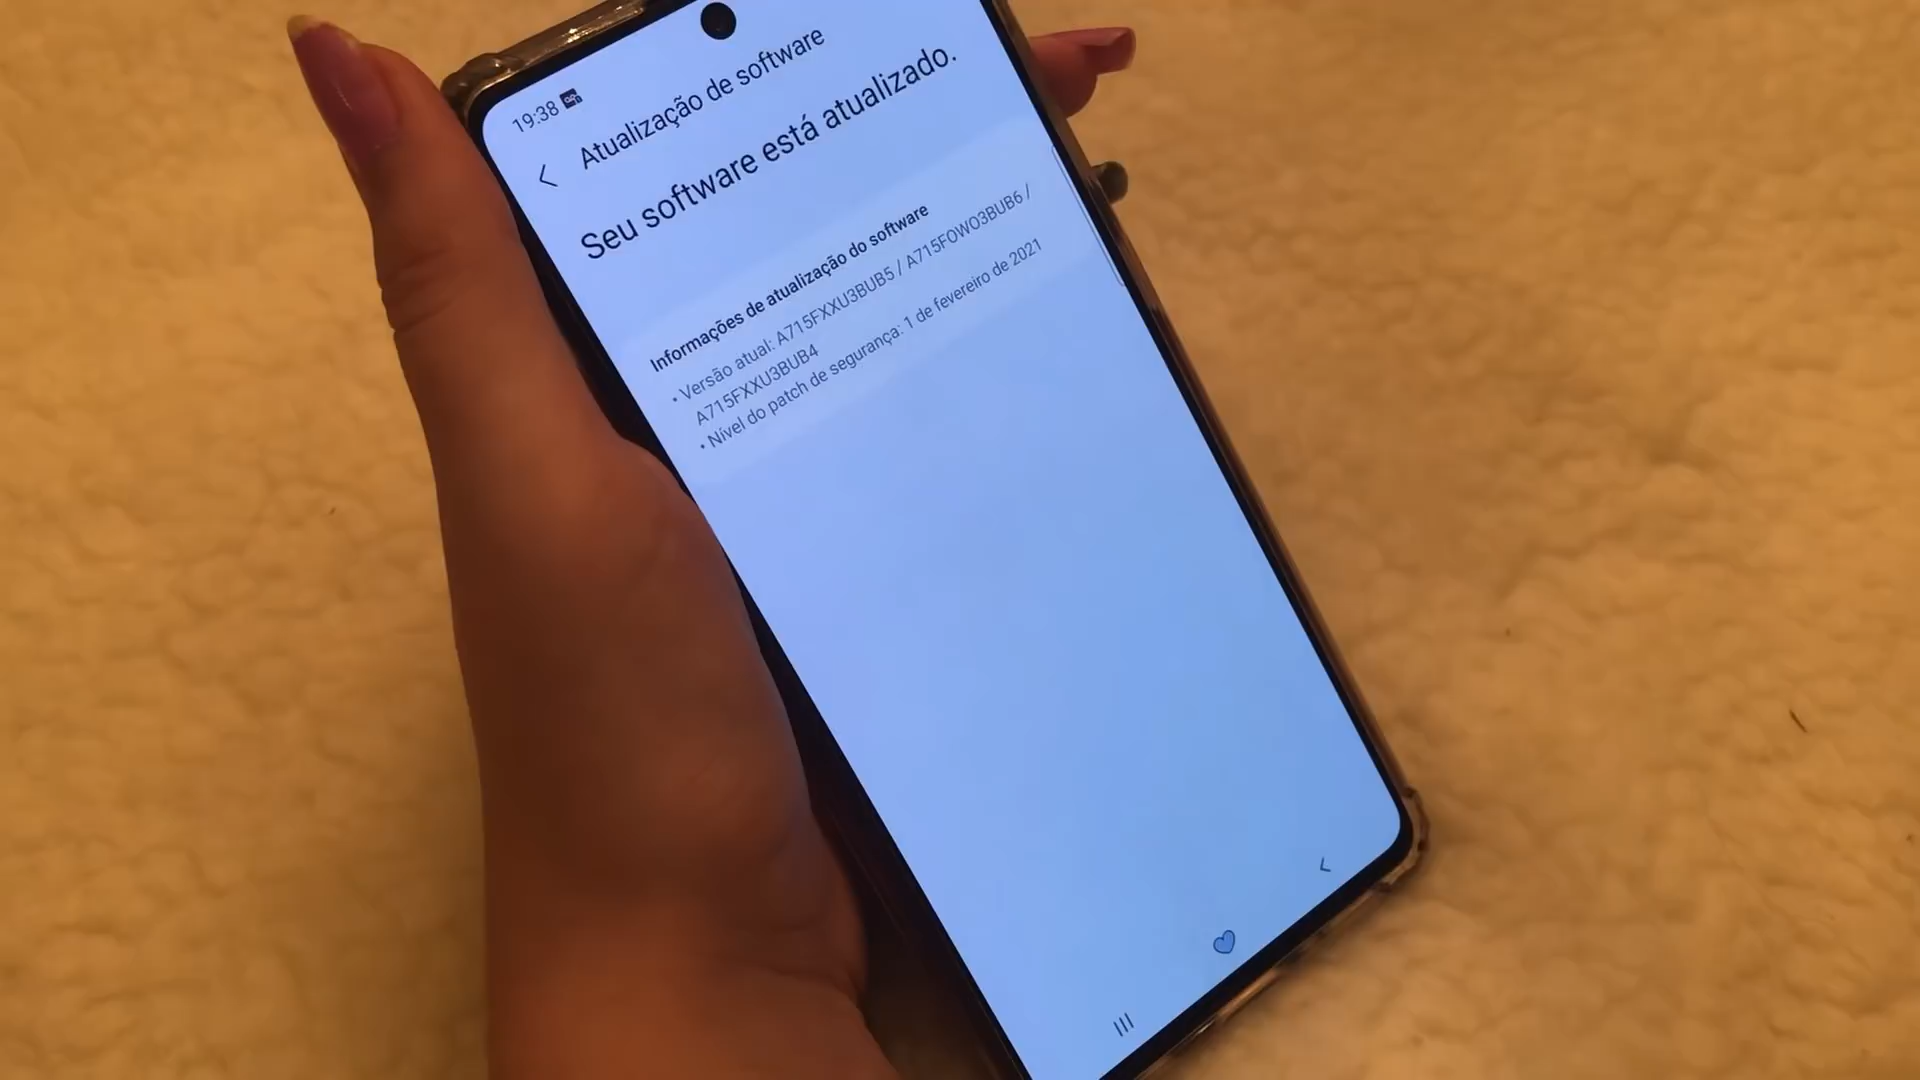 19:38
Atualização de software
Seu software está atualizado.
Informações de atualização do software
• Versão atual: A715FXXU3BUB5 / A715FOWO3BUB6 /
A715FXXU3BUB4
• Nível do patch de segurança: 1 de fevereiro de 2021